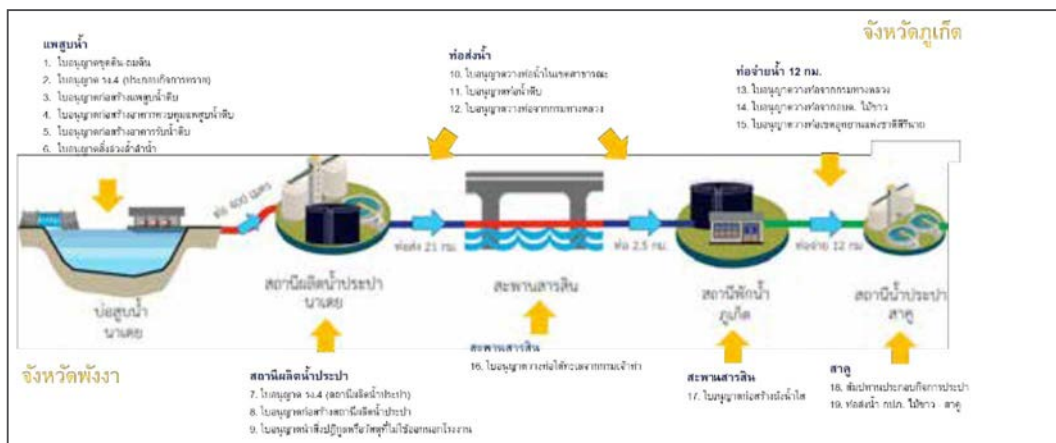 จังหวัดภูเก็ต
แพสูบน้ำ
1. ใบอนุญาตขุดดิน-ถมดิน
2. ใบอนุญาต รง.4 (ประกอบกิจการทราย)
3. ใบอนุญาตก่อสร้างแพสูบน้ำดิบ
4. ใบอนุญาตก่อสร้างอาคารควบคุมแพสูบน้ำดิบ
5. ใบอนุญาตก่อสร้างอาคารรับน้ำดิบ
6. ใบอนุญาตสิ่งล่วงล้ำลำน้ำ
ท่อส่งน้ำ
10. ใบอนุญาตวางท่อน้ำในเขตสาธารณะ
11. ใบอนุญาตท่อน้ำดิบ
12. ใบอนุญาตวางท่อจากกรมทางหลวง
ท่อจ่ายน้ำ 12 กม.
13. ใบอนุญาตวางท่อจากกรมทางหลวง
14. ใบอนุญาตวางท่อจากอบต. ไม้ขาว
15. ใบอนุญาตวางท่อเขตอุทยานแห่งชาติสิรินาถ
ท่อ 400 เมตร
ท่อส่ง 21 กม.
ท่อ 2.5 กม.
ท่อจ่าย 12 กม
บ่อสูบน้ำ
นาเตย
สถานีผลิตน้ำประปา
นาเตย
สะพานสารสิน
สถานีพักน้ำ
ภูเก็ต
สถานีน้ำประปา
สาคู
จังหวัดพังงา
สถานีผลิตน้ำประปา
7. ใบอนุญาต รง.4 (สถานีผลิตน้ำประปา)
8. ใบอนุญาตก่อสร้างสถานีผลิตน้ำประปา
9. ใบอนุญาตนำสิ่งปฏิกูลหรือวัสดุที่ไม่ใช้ออกนอกโรงงาน
สะพานสารสิน
16. ใบอนุญาตวางท่อใต้ทะเลจากกรมเจ้าท่า
สะพานสารสิน
17. ใบอนุญาตก่อสร้างถังน้ำใส
สาคู
18. สัมปทานประกอบกิจการประปา
19. ท่อส่งน้ำ กปภ. ไม้ขาว - สาคู